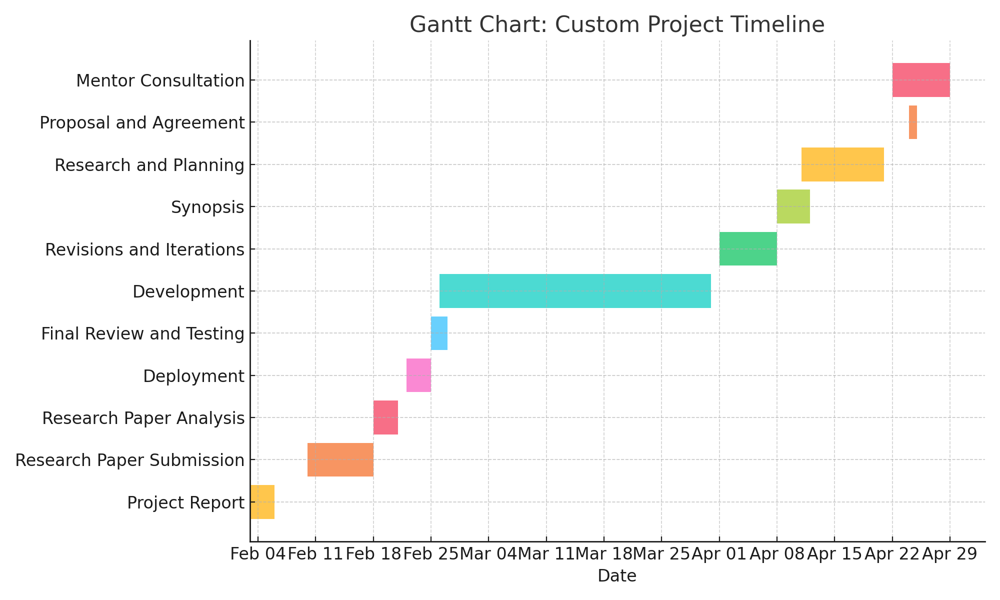 Gantt Chart: Custom Project Timeline
Mentor Consultation
Proposal and Agreement
Research and Planning
Synopsis
Revisions and Iterations
Development
Final Review and Testing
Deployment
Research Paper Analysis
Research Paper Submission
Project Report
Feb 04 Feb 11 Feb 18 Feb 25 Mar 04 Mar 11 Mar 18 Mar 25 Apr 01 Apr 08 Apr 15 Apr 22 Apr 29
Date